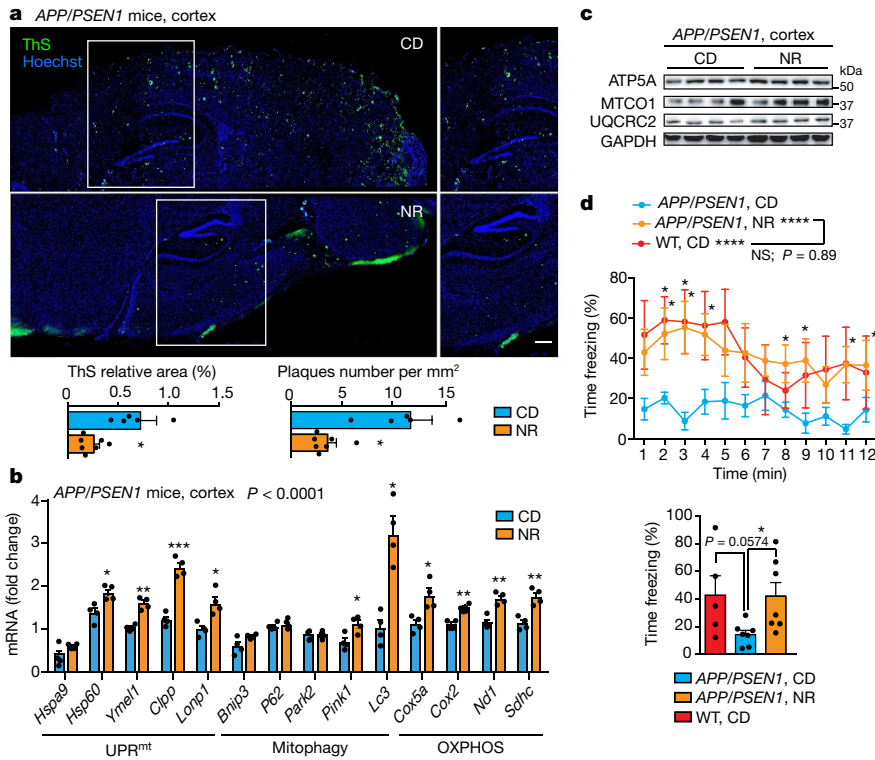 a APP/PSEN1 mice, cortex
ThS
Hoechst
CD
NR
ThS relative area (%)
0 0.5 1.0 1.5
*
Plaques number per mm²
0 5 10 15
*
CD
NR
b APP/PSEN1 mice, cortex P < 0.0001
CD
NR
mRNA (fold change)
4
3
2
1
0
* ** *** * * * * ** ** **
Hspa9 Hsp60 Ymel1 Clpp Lonp1 Bnip3 P62 Park2 Pink1 Lc3 Cox5a Cox2 Nd1 Sdhc
UPRmt Mitophagy OXPHOS
c
APP/PSEN1, cortex
CD NR
kDa
ATP5A
50
MTCO1
37
UQCRC2
37
GAPDH
d
APP/PSEN1, CD
APP/PSEN1, NR ****
WT, CD ****
NS; P = 0.89
Time freezing (%)
80
60
40
20
0
* * * * * * * * *
1 2 3 4 5 6 7 8 9 10 11 12
Time (min)
Time freezing (%)
100
80
60
40
20
0
P = 0.0574
*
APP/PSEN1, CD
APP/PSEN1, NR
WT, CD